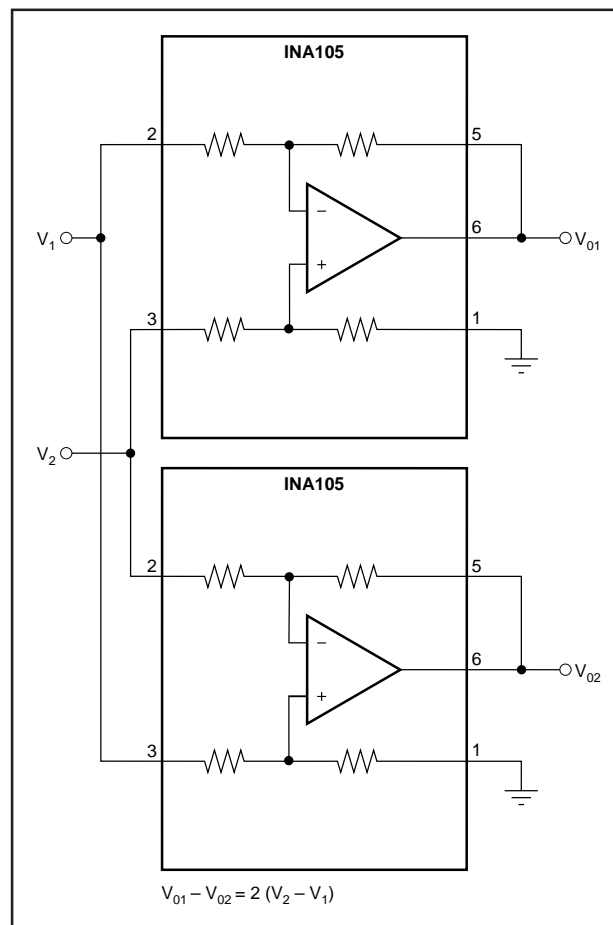 INA105
2
5
V₁
−
6
V₀₁
+
3
1
V₂
INA105
2
5
−
6
V₀₂
+
3
1
V₀₁ – V₀₂ = 2 (V₂ – V₁)